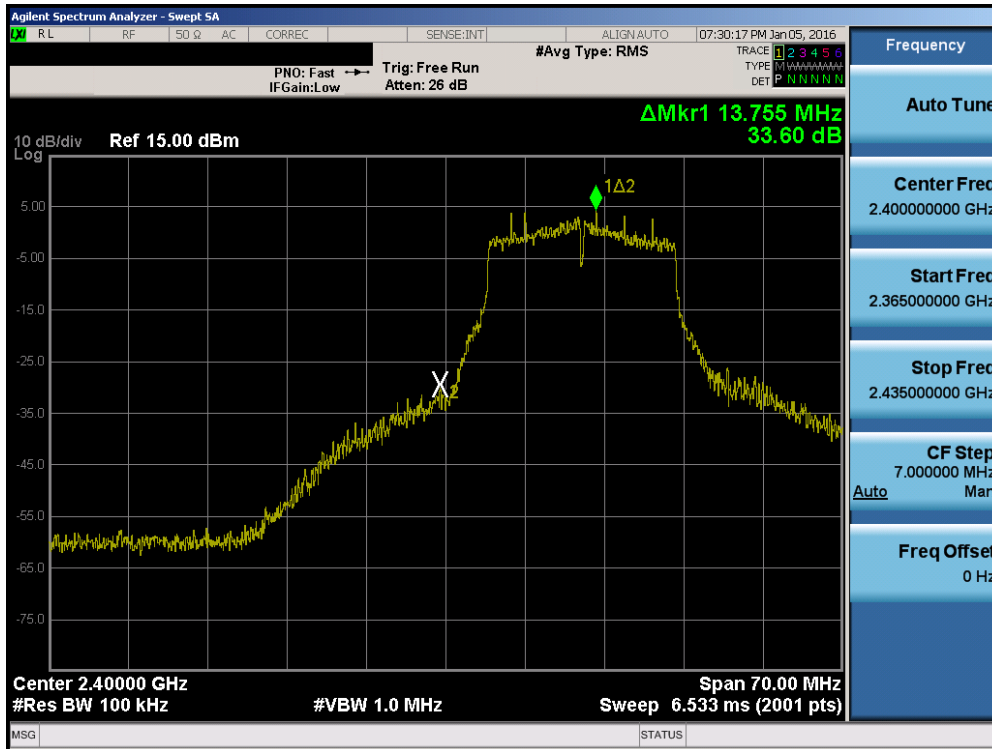 Agilent Spectrum Analyzer - Swept SA
LXI RL RF 50 Ω AC CORREC SENSE:INT ALIGN AUTO 07:30:17 PM Jan 05, 2016
#Avg Type: RMS TRACE 1 2 3 4 5 6
PNO: Fast Trig: Free Run TYPE
IFGain:Low Atten: 26 dB DET P N N N N N
Frequency
ΔMkr1 13.755 MHz
33.60 dB
10 dB/div Ref 15.00 dBm
Log
1Δ2
5.00
-5.00
-15.0
-25.0
-35.0
-45.0
-55.0
-65.0
-75.0
X2
Center 2.40000 GHz Span 70.00 MHz
#Res BW 100 kHz #VBW 1.0 MHz Sweep 6.533 ms (2001 pts)
MSG STATUS
Auto Tune
Center Freq
2.400000000 GHz
Start Freq
2.365000000 GHz
Stop Freq
2.435000000 GHz
CF Step
7.000000 MHz
Auto Man
Freq Offset
0 Hz